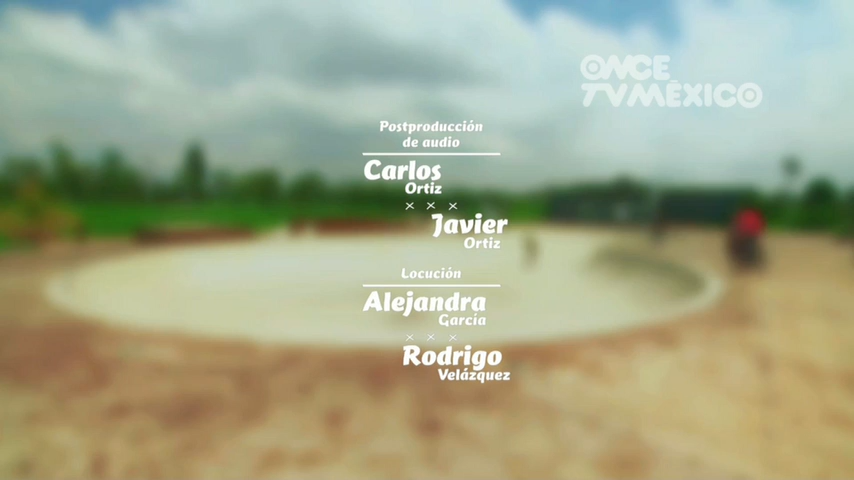 ONCE
TV MÉXICO
Postproducción
de audio
Carlos
Ortiz
× × ×
Javier
Ortiz
Locución
Alejandra
García
× × ×
Rodrigo
Velázquez